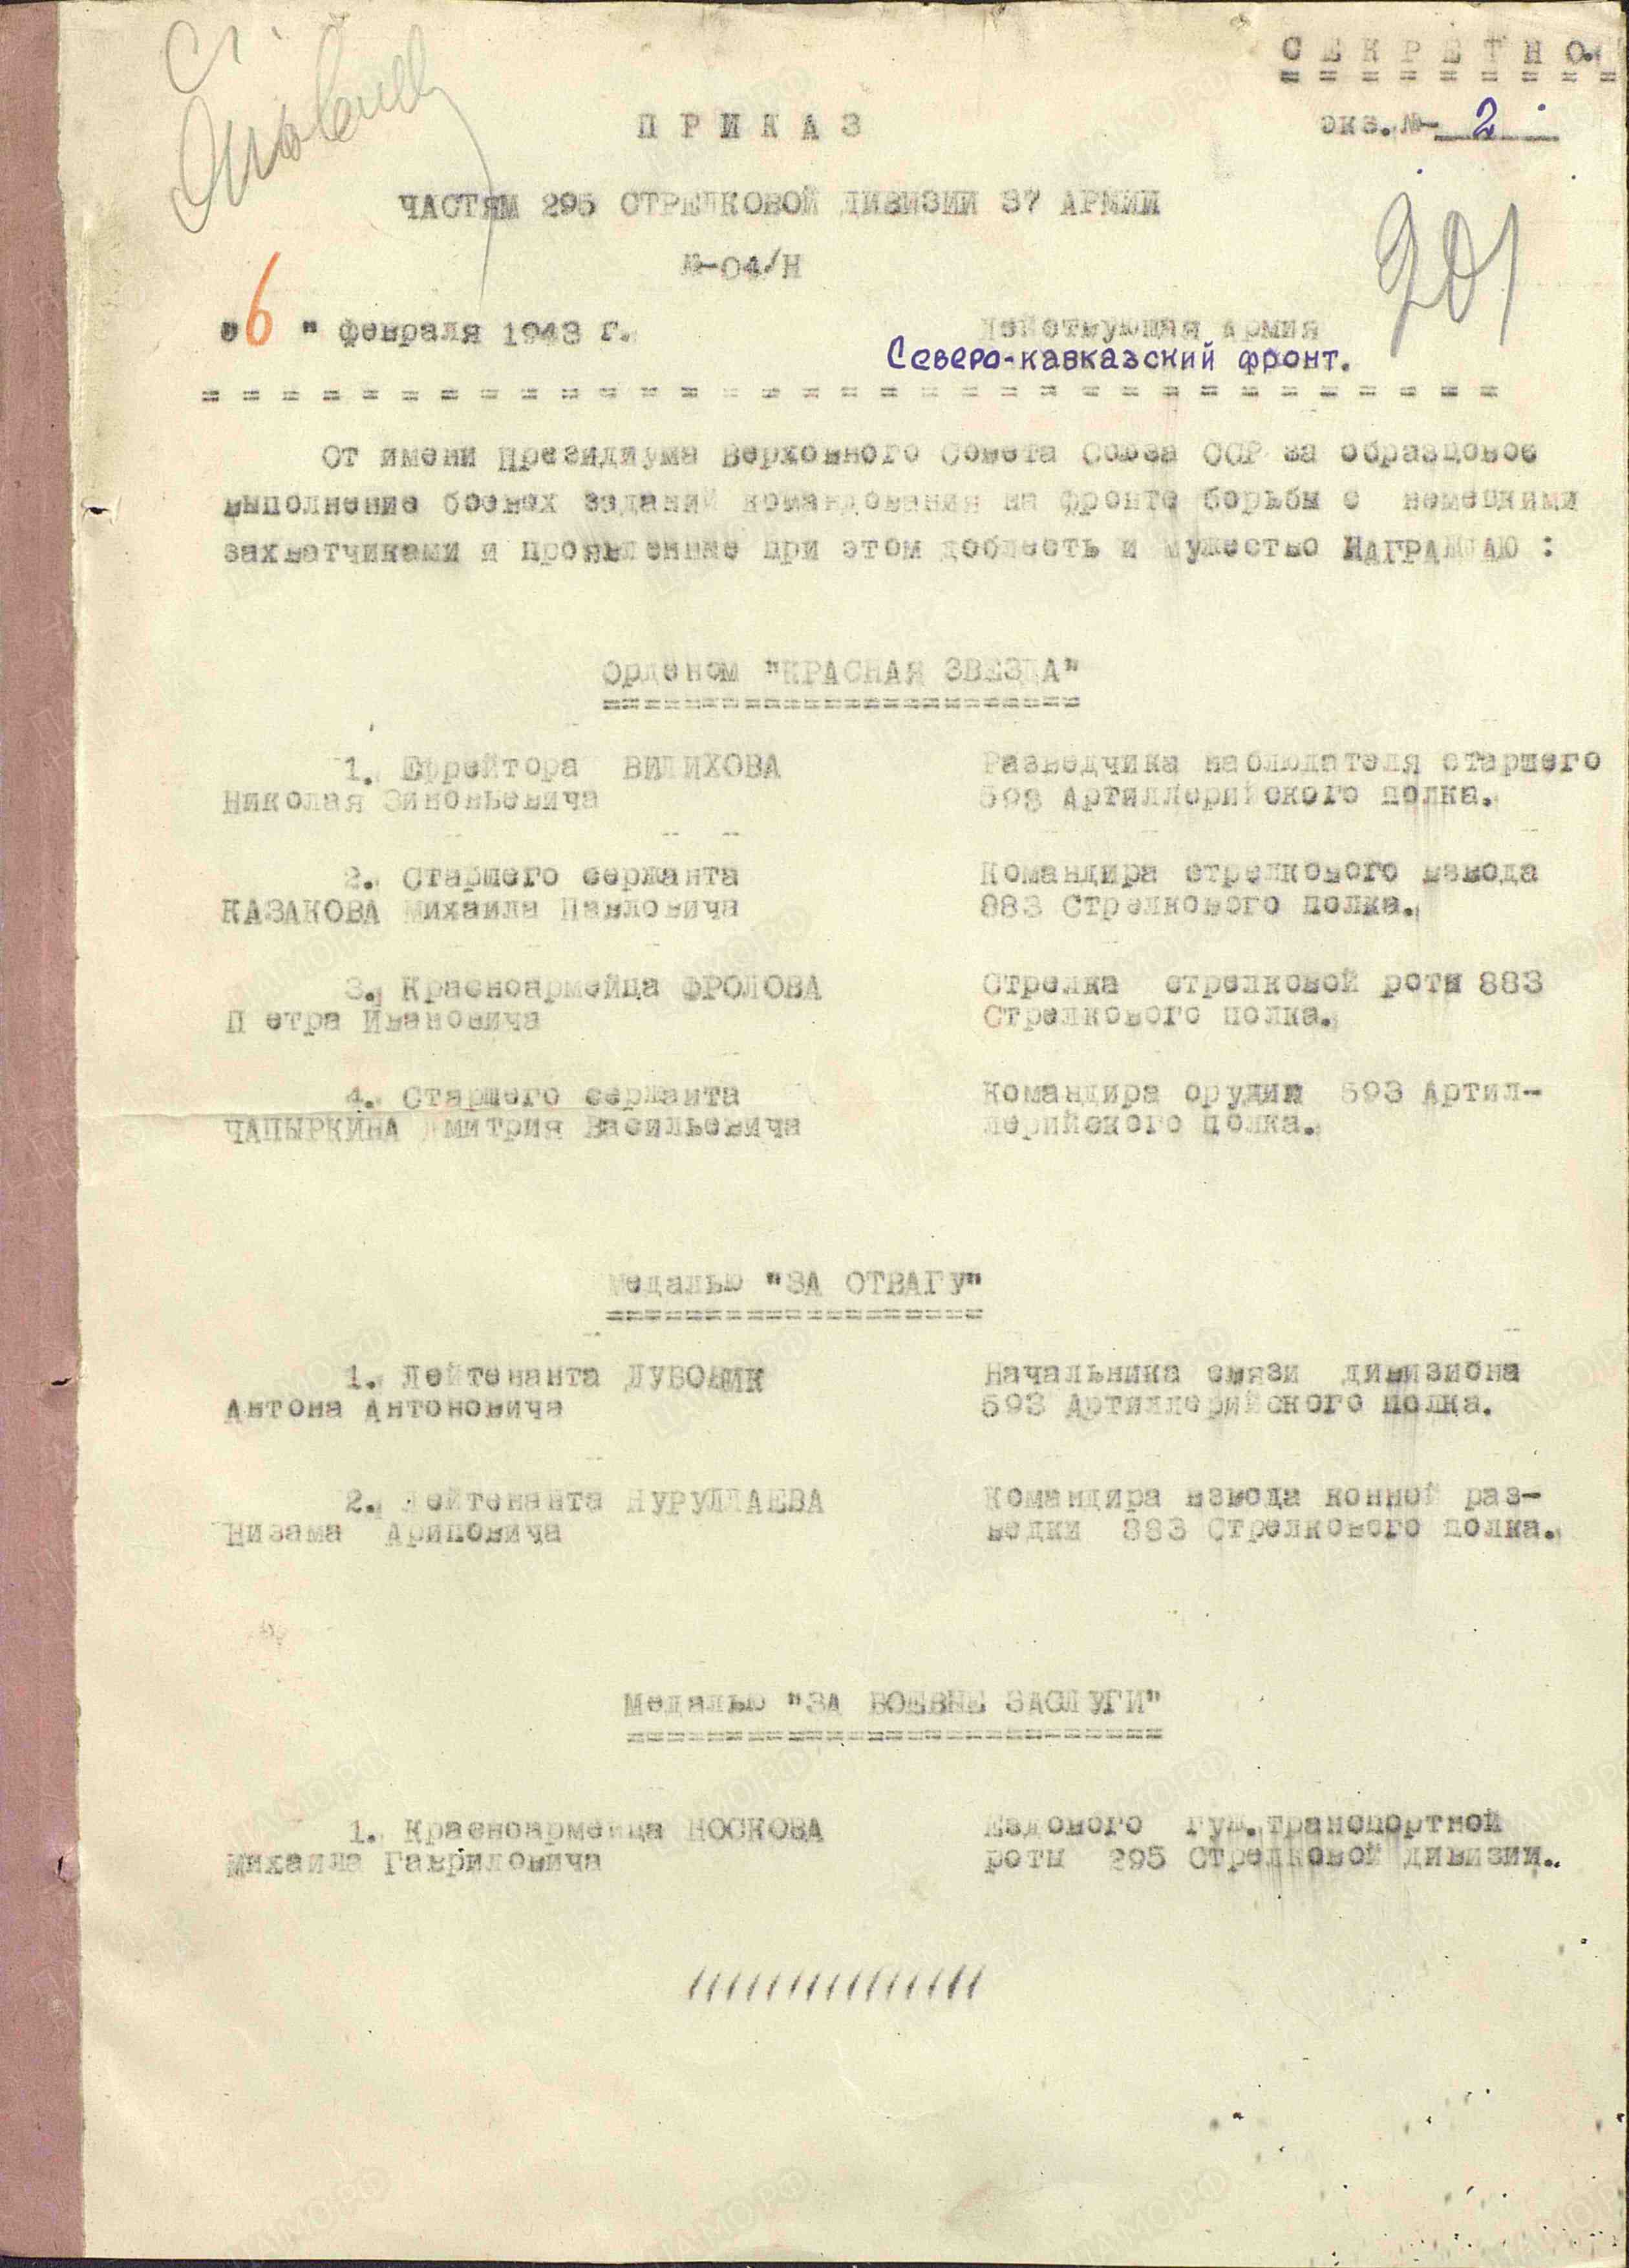 СЕКРЕТНО.
экз.№- 2
ПРИКАЗ
ЧАСТЯМ 295 СТРЕЛКОВОЙ ДИВИЗИИ 37 АРМИИ
№-04/Н
201
"6" февраля 1943 г.
Действующая Армия
Северо-кавказский фронт.
От имени Президиума Верховного Совета Союза ССР за образцовое
выполнение боевых заданий командования на фронте борьбы с немецкими
захватчиками и проявленные при этом доблесть и мужество НАГРАЖДАЮ :
Орденом "КРАСНАЯ ЗВЕЗДА"
1. Ефрейтора ВИЛИХОВА Разведчика наблюдателя старшего
Николая Зиновьевича 593 Артиллерийского полка.
2. Старшего сержанта Командира стрелкового взвода
КАЗАКОВА Михаила Павловича 883 Стрелкового полка.
3. Красноармейца ФРОЛОВА Стрелка стрелковой роты 883
П етра Ивановича Стрелкового полка.
4. Старшего сержанта Командира орудия 593 Артил-
ЧАПЫРКИНА Дмитрия Васильевича лерийского полка.
Медалью "ЗА ОТВАГУ"
1. Лейтенанта Начальника связи дивизиона
Антона Антоновича 593 Артиллерийского полка.
2. Лейтенанта НУРУЛЛАЕВА Командира взвода конной раз-
Низама Ариповича ведки 883 Стрелкового полка.
Медалью "ЗА БОЕВЫЕ ЗАСЛУГИ"
1. Красноармейца НОСКОВА Ездового гуж.транспортной
Михаила Гавриловича роты 295 Стрелковой дивизии..